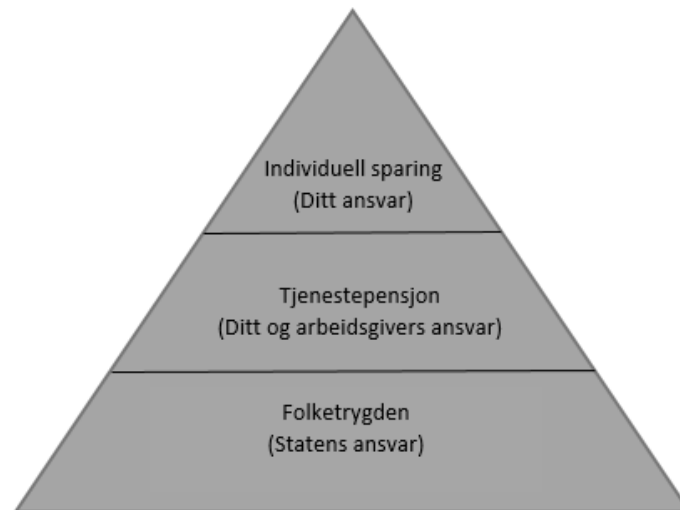 Individuell sparing
(Ditt ansvar)
Tjenestepensjon
(Ditt og arbeidsgivers ansvar)
Folketrygden
(Statens ansvar)